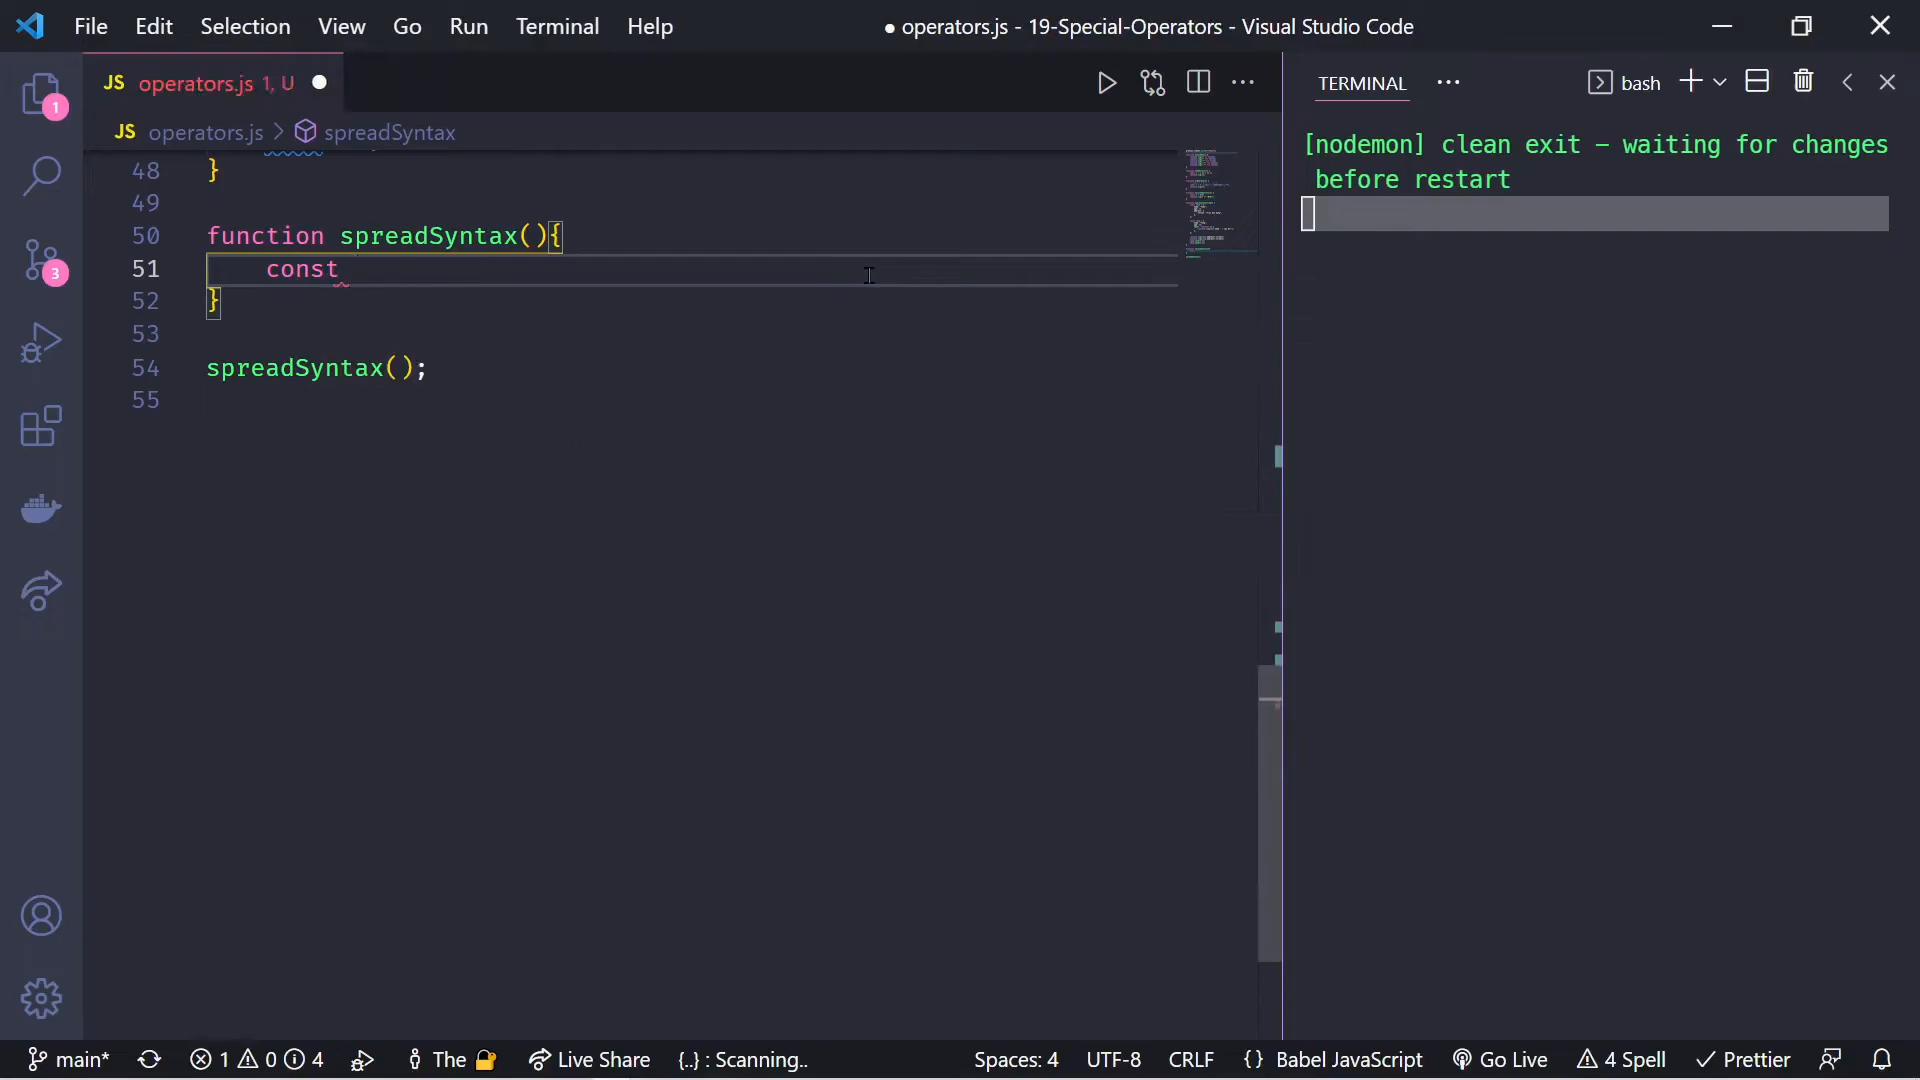 File Edit Selection View Go Run Terminal Help ● operators.js - 19-Special-Operators - Visual Studio Code
JS operators.js 1, U
TERMINAL ··· bash
JS operators.js > spreadSyntax
[nodemon] clean exit - waiting for changes
before restart
48 }
49
50 function spreadSyntax(){
51 const
52 }
53
54 spreadSyntax();
55
1
3
main* 1 0 4 The Live Share {..} : Scanning.. Spaces: 4 UTF-8 CRLF {} Babel JavaScript Go Live 4 Spell Prettier